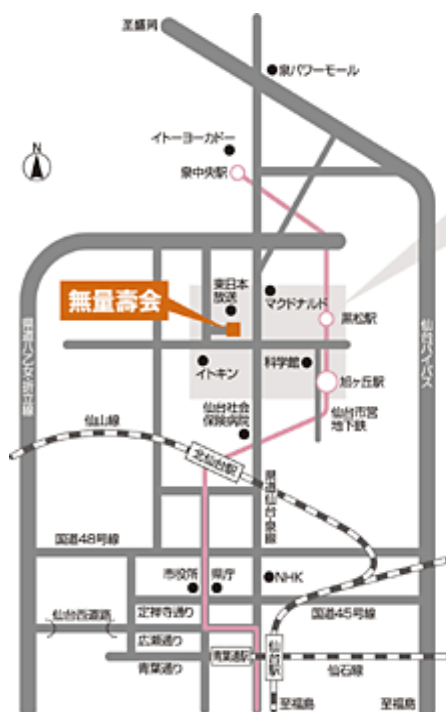 至盛岡
泉パワーモール
イトーヨーカドー
N
泉中央駅
東日本
放送
無量壽会
マクドナルド
黒松駅
県道八乙女・折立線
仙台バイパス
科学館
イトキン
旭ヶ丘駅
仙台社会
保険病院
仙台市営
地下鉄
仙山線
北仙台駅
県道仙台・泉線
国道48号線
市役所
県庁
NHK
仙台西道路
定禅寺通り
国道45号線
広瀬通り
仙台駅
青葉通り
青葉通駅
仙石線
至福島
至福島